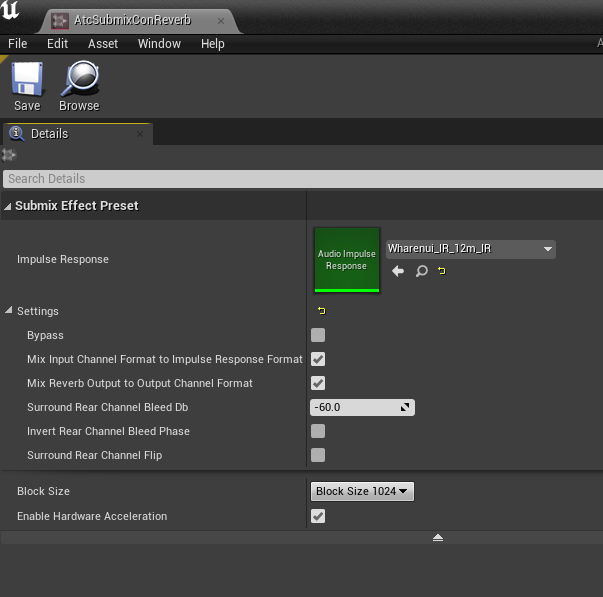 AtcSubmixConReverb
File Edit Asset Window Help
A
Save Browse
Details
Search Details
Submix Effect Preset
Impulse Response
Audio Impulse
Response
Wharenui_IR_12m_IR
Settings
Bypass
Mix Input Channel Format to Impulse Response Format
Mix Reverb Output to Output Channel Format
Surround Rear Channel Bleed Db -60.0
Invert Rear Channel Bleed Phase
Surround Rear Channel Flip
Block Size Block Size 1024
Enable Hardware Acceleration